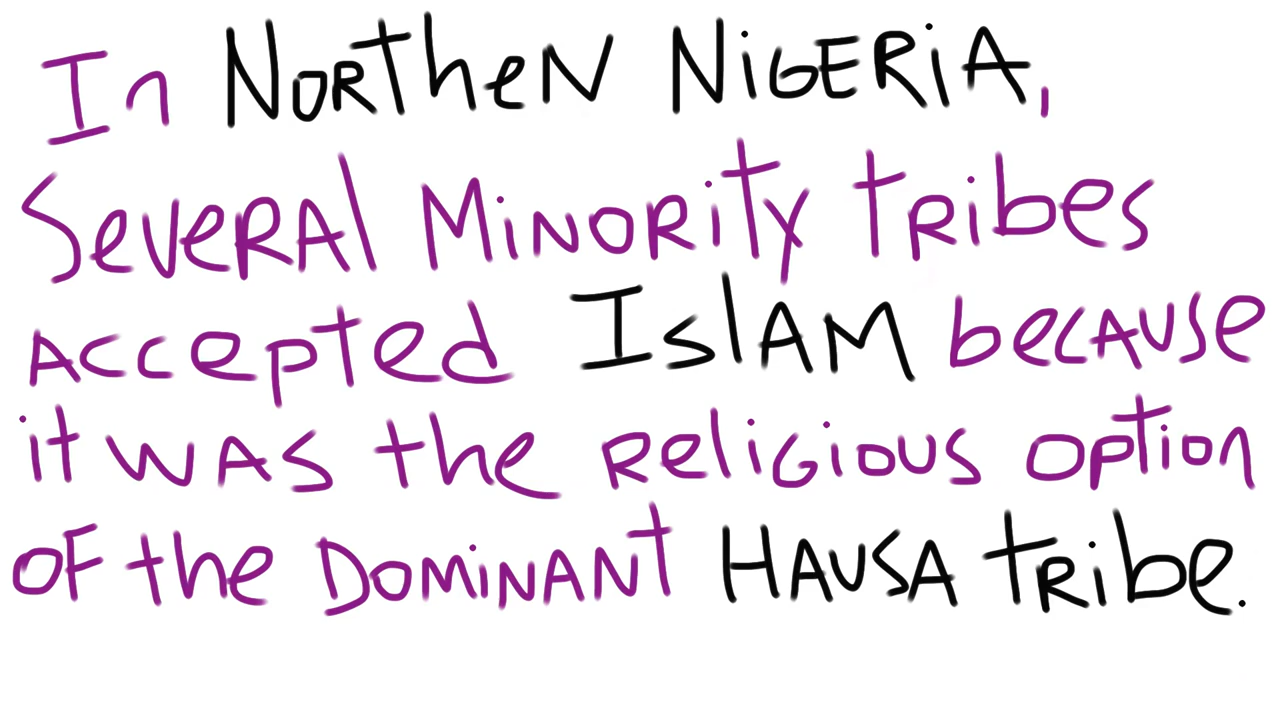 In NORTheN NiGERiA,
SeveRAl MiNORity tRibes
Accepted IslAM becAuse
it wAs the Religious option
of the DOMiNANt HAUSA tRibe.